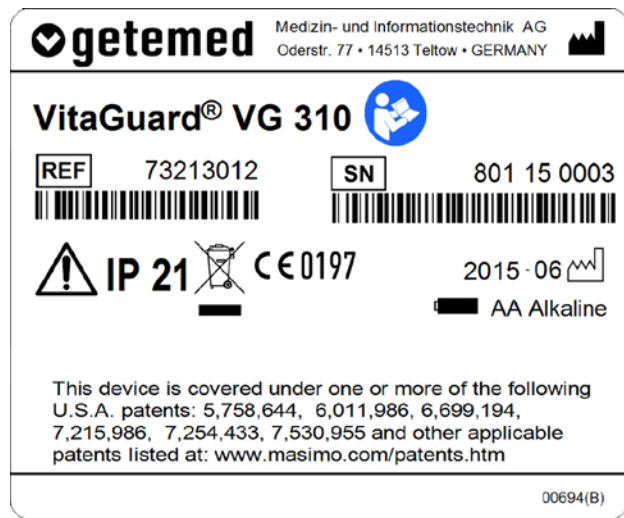 getemed
Medizin- und Informationstechnik AG
Oderstr. 77 • 14513 Teltow • GERMANY
VitaGuard® VG 310
REF 73213012
SN 801 15 0003
IP 21 CE 0197
2015-06
AA Alkaline
This device is covered under one or more of the following
U.S.A. patents: 5,758,644, 6,011,986, 6,699,194,
7,215,986, 7,254,433, 7,530,955 and other applicable
patents listed at: www.masimo.com/patents.htm
00694(B)